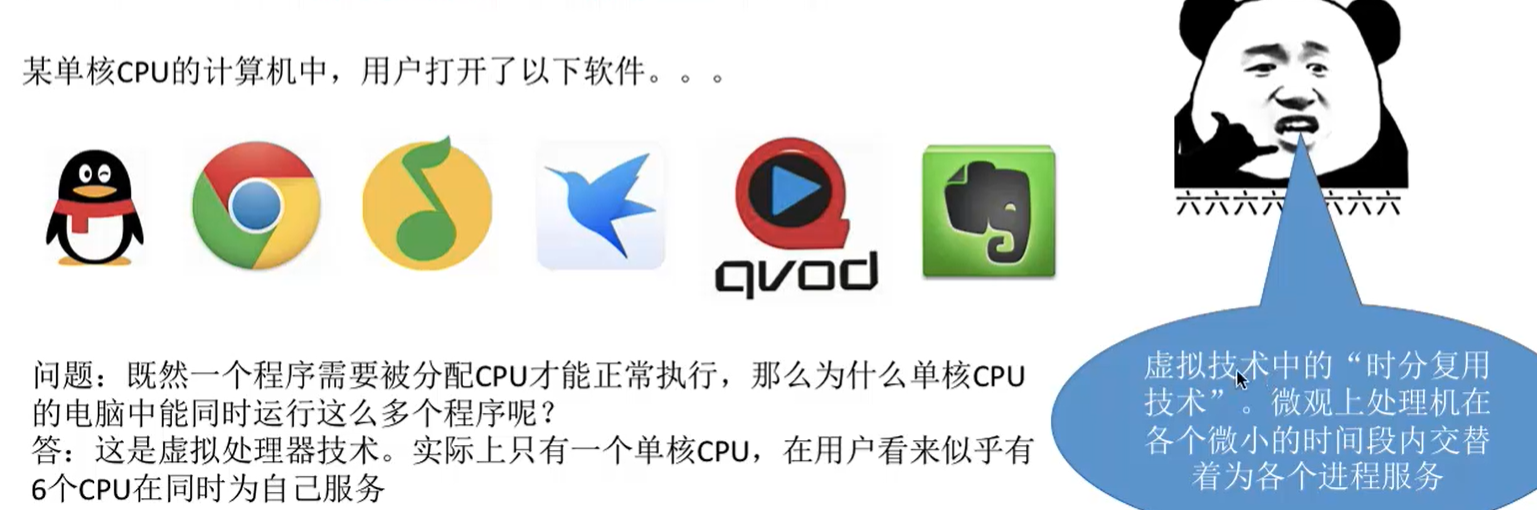 某单核CPU的计算机中，用户打开了以下软件。。。
qvod
六六六六六六六
问题：既然一个程序需要被分配CPU才能正常执行，那么为什么单核CPU
的电脑中能同时运行这么多个程序呢？
答：这是虚拟处理器技术。实际上只有一个单核CPU，在用户看来似乎有
6个CPU在同时为自己服务
虚拟技术中的“时分复用
技术”。微观上处理机在
各个微小的时间段内交替
着为各个进程服务